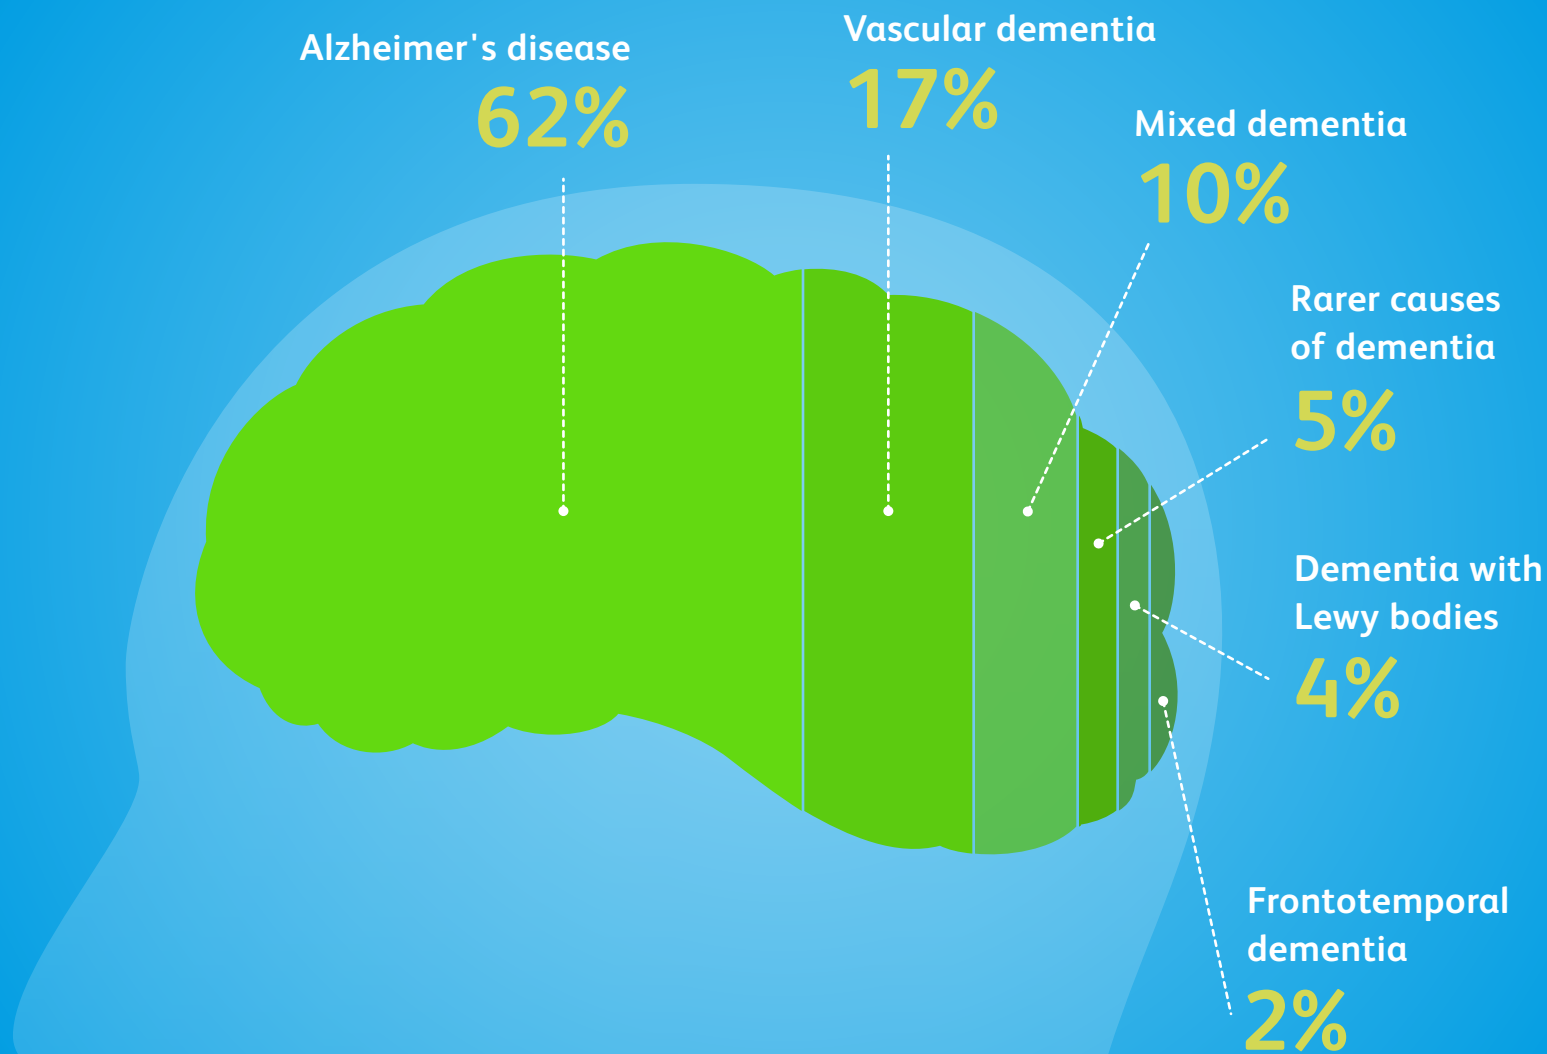 Alzheimer's disease
62%
Vascular dementia
17%
Mixed dementia
10%
Rarer causes
of dementia
5%
Dementia with
Lewy bodies
4%
Frontotemporal
dementia
2%